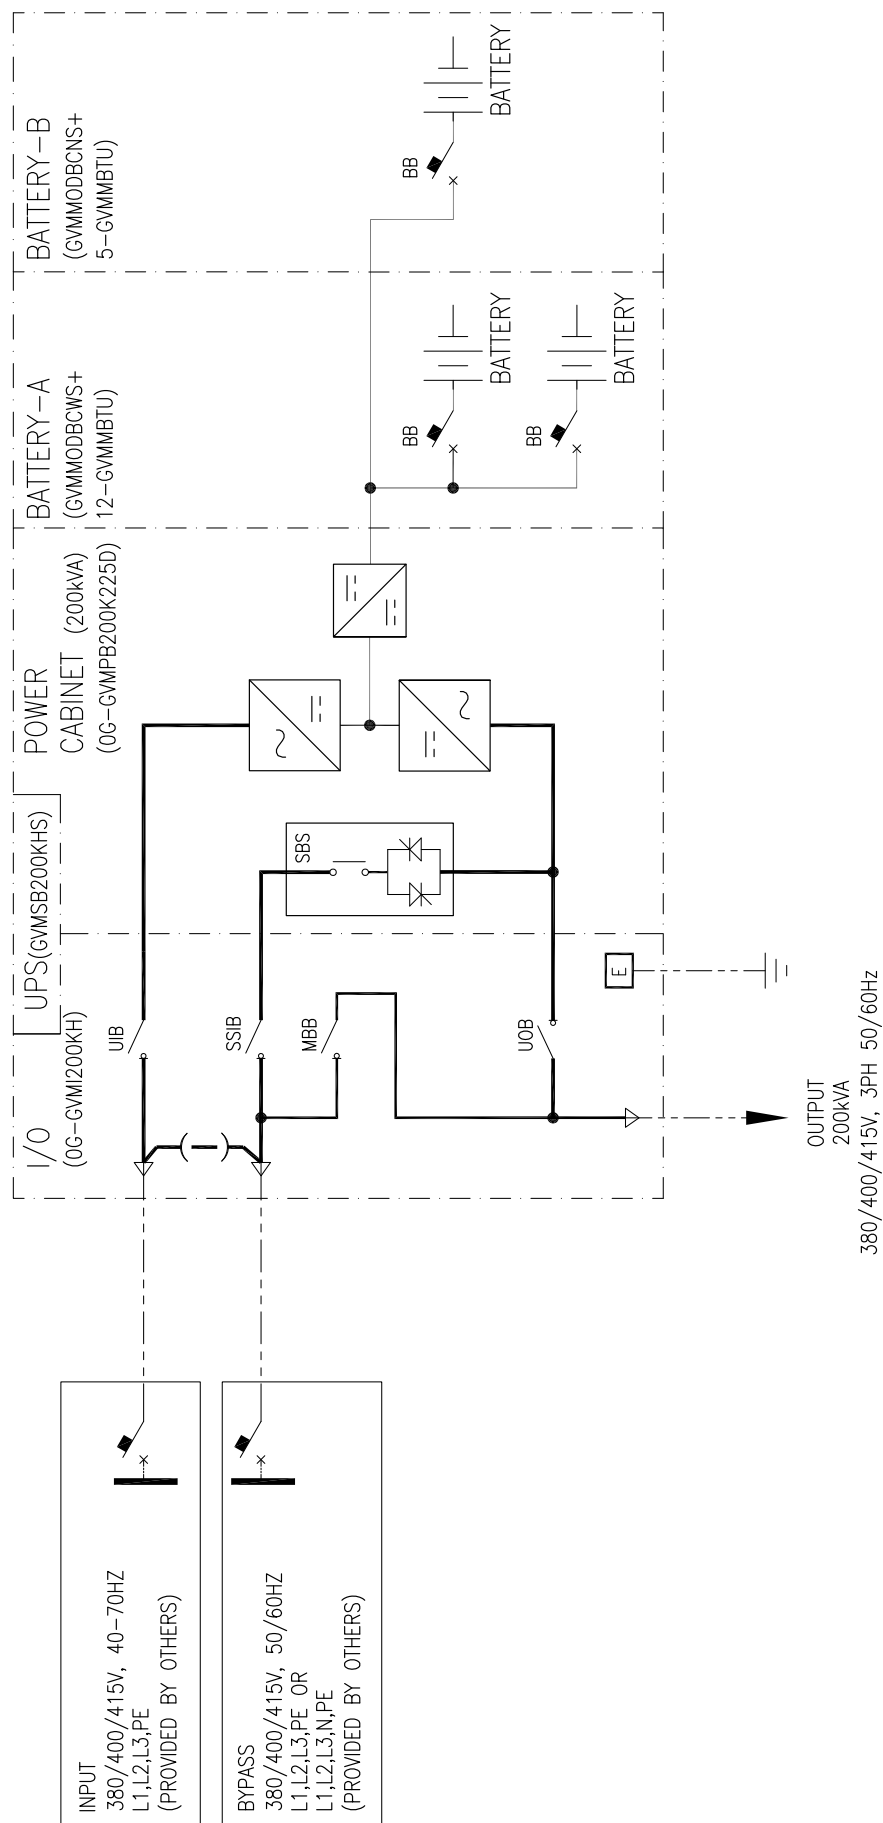 INPUT
380/400/415V, 40-70HZ
L1,L2,L3,PE
(PROVIDED BY OTHERS)
BYPASS
380/400/415V, 50/60HZ
L1,L2,L3,PE OR
L1,L2,L3,N,PE
(PROVIDED BY OTHERS)
I/O
(0G-GVMI200KH)
UPS(GVMSB200KHS)
UIB
SSIB
MBB
UOB
E
SBS
POWER
CABINET (200kVA)
(0G-GVMPB200K225D)
BATTERY-A
(GVMMODBCWS+
12-GVMMBTU)
BB
BATTERY
BB
BATTERY
BATTERY-B
(GVMMODBCNS+
5-GVMMBTU)
BB
BATTERY
OUTPUT
200kVA
380/400/415V, 3PH 50/60Hz